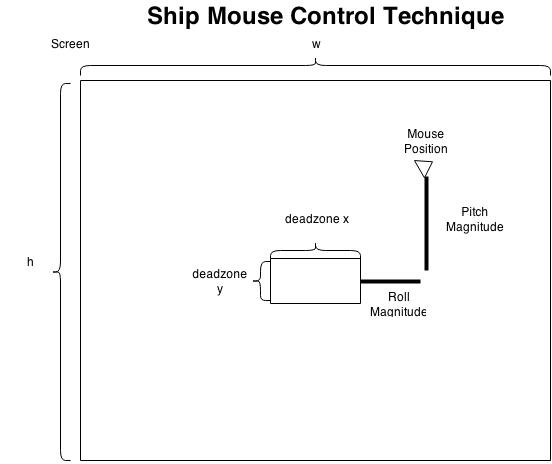 Ship Mouse Control Technique
Screen
w
Mouse
Position
Pitch
Magnitude
deadzone x
h
deadzone
y
Roll
Magnitude